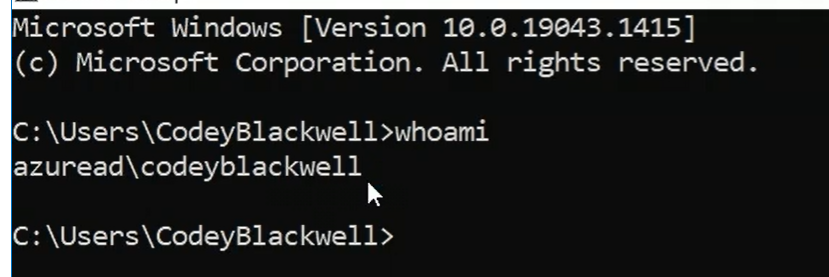 Microsoft Windows [Version 10.0.19043.1415]
(c) Microsoft Corporation. All rights reserved.
C:\Users\CodeyBlackwell>whoami
azuread\codeyblackwell
C:\Users\CodeyBlackwell>